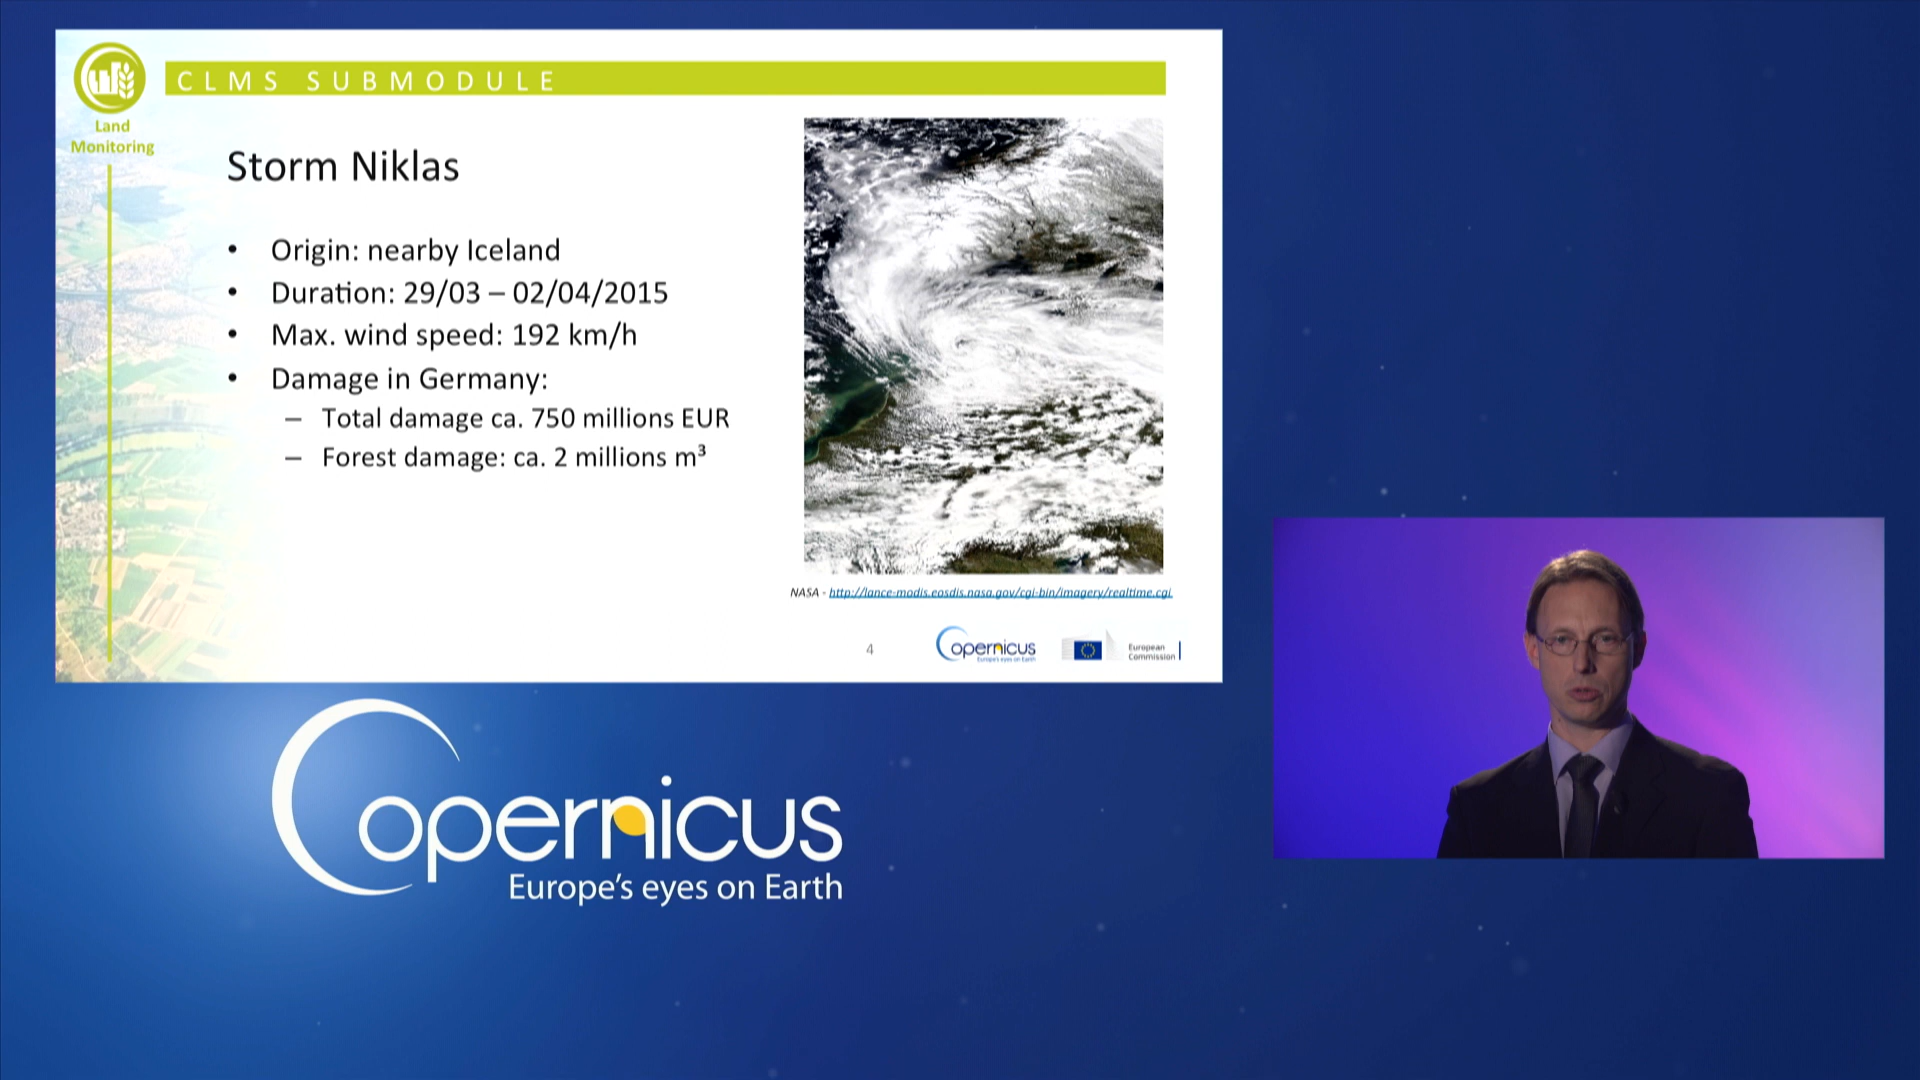 CLMS SUBMODULE
Land
Monitoring
Storm Niklas
• Origin: nearby Iceland
• Duration: 29/03 – 02/04/2015
• Max. wind speed: 192 km/h
• Damage in Germany:
– Total damage ca. 750 millions EUR
– Forest damage: ca. 2 millions m³
NASA - http://lance-modis.eosdis.nasa.gov/cgi-bin/imagery/realtime.cgi
4
Copernicus
Europe's eyes on Earth
European
Commission
Copernicus
Europe's eyes on Earth